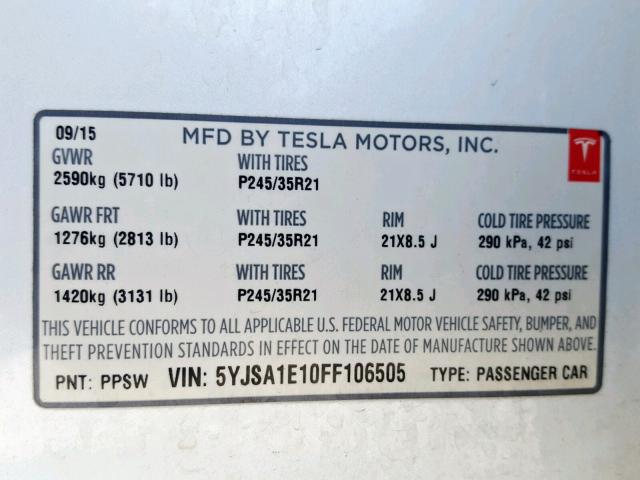 09/15 MFD BY TESLA MOTORS, INC.
TESLA
GVWR WITH TIRES
2590kg (5710 lb) P245/35R21
GAWR FRT WITH TIRES RIM COLD TIRE PRESSURE
1276kg (2813 lb) P245/35R21 21X8.5 J 290 kPa, 42 psi
GAWR RR WITH TIRES RIM COLD TIRE PRESSURE
1420kg (3131 lb) P245/35R21 21X8.5 J 290 kPa, 42 psi
THIS VEHICLE CONFORMS TO ALL APPLICABLE U.S. FEDERAL MOTOR VEHICLE SAFETY, BUMPER, AND
THEFT PREVENTION STANDARDS IN EFFECT ON THE DATE OF MANUFACTURE SHOWN ABOVE.
PNT: PPSW VIN: 5YJSA1E10FF106505 TYPE: PASSENGER CAR